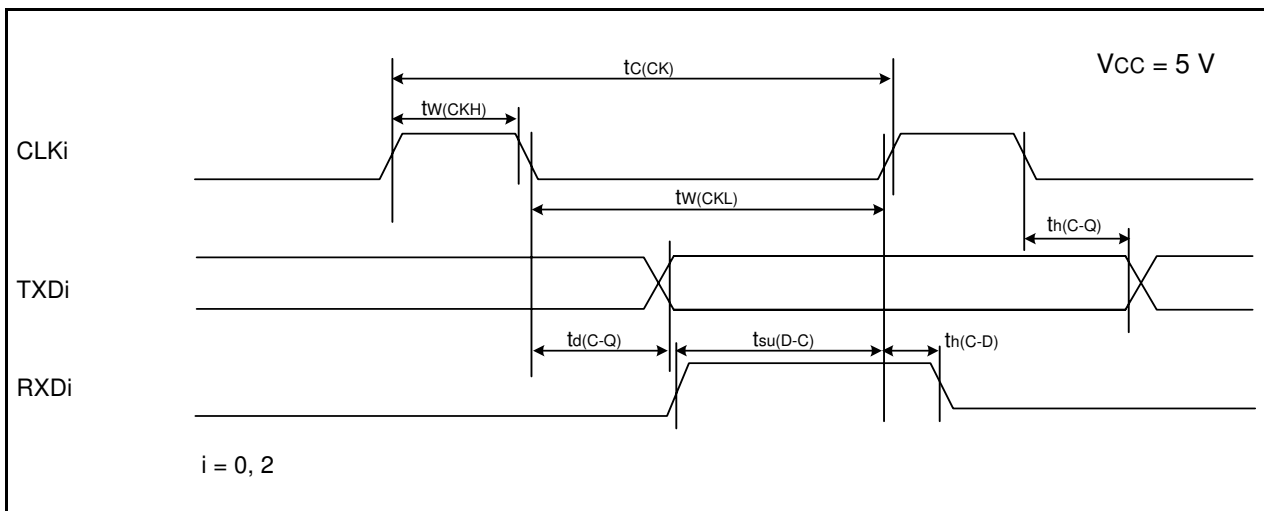 VCC = 5 V
tC(CK)
tW(CKH)
CLKi
tW(CKL)
th(C-Q)
TXDi
td(C-Q)
tsu(D-C)
th(C-D)
RXDi
i = 0, 2